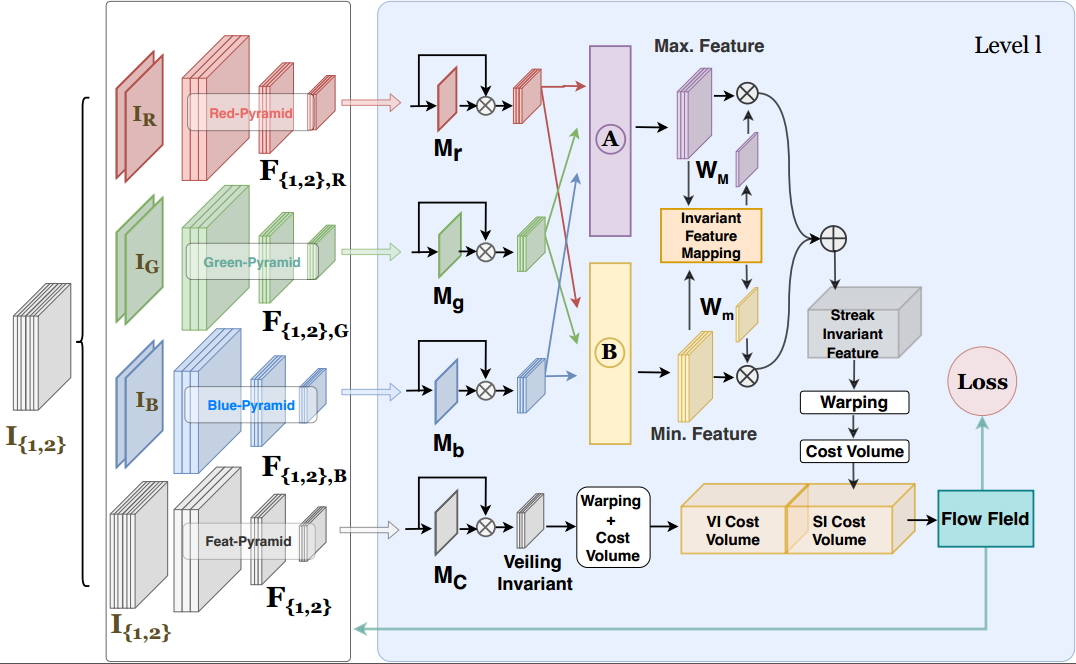 Level l
Max. Feature
I_R
Red-Pyramid
F_{1,2},R
M_r
A
W_M
Invariant
Feature
Mapping
I_G
Green-Pyramid
F_{1,2},G
M_g
W_m
B
Streak
Invariant
Feature
I_{1,2}
I_B
Blue-Pyramid
F_{1,2},B
M_b
Min. Feature
Warping
Cost Volume
Loss
Feat-Pyramid
F_{1,2}
I_{1,2}
M_C
Veiling
Invariant
Warping
+
Cost
Volume
VI Cost
Volume
SI Cost
Volume
Flow FIeld